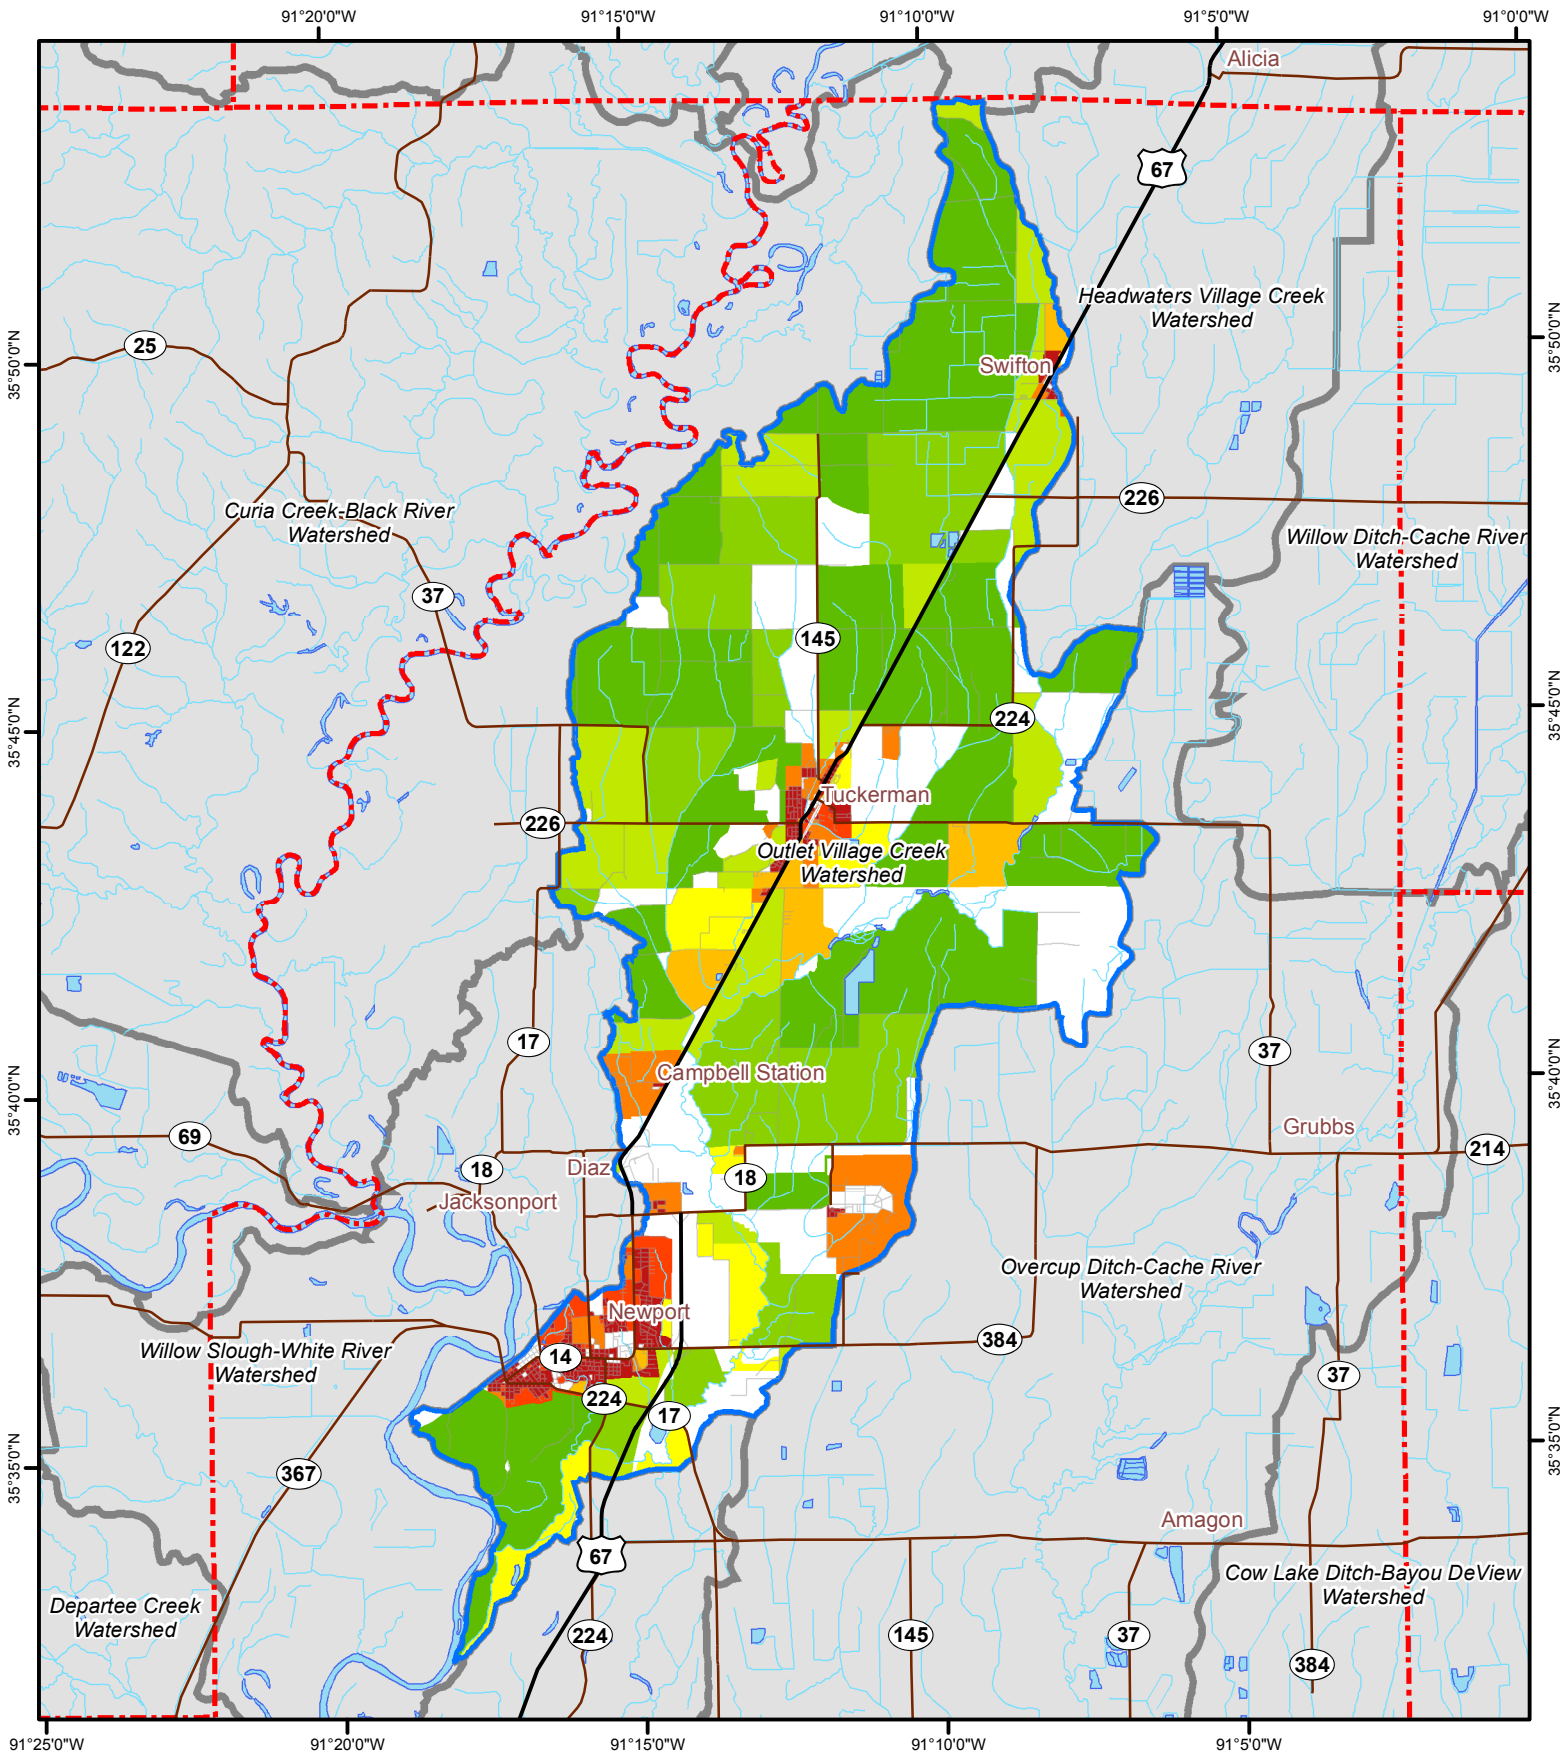 91°20'0"W
91°15'0"W
91°10'0"W
91°5'0"W
91°0'0"W
Alicia
67
Headwaters Village Creek
Watershed
35°50'0"N
35°50'0"N
25
Swifton
226
Curia Creek-Black River
Watershed
Willow Ditch-Cache River
Watershed
37
122
145
35°45'0"N
35°45'0"N
224
Tuckerman
226
Outlet Village Creek
Watershed
17
37
Campbell Station
35°40'0"N
35°40'0"N
69
Grubbs
214
18
Diaz
18
Jacksonport
Overcup Ditch-Cache River
Watershed
Newport
384
Willow Slough-White River
Watershed
14
37
224
17
35°35'0"N
35°35'0"N
367
Amagon
67
Cow Lake Ditch-Bayou DeView
Watershed
Departee Creek
Watershed
224
145
37
384
91°25'0"W
91°20'0"W
91°15'0"W
91°10'0"W
91°5'0"W